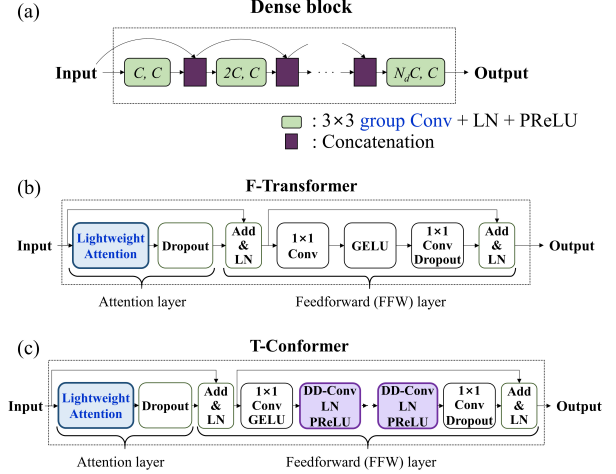 (a)
Dense block
Input
C, C
2C, C
. . .
N_dC, C
Output
: 3×3 group Conv + LN + PReLU
: Concatenation
(b)
F-Transformer
Input
Lightweight
Attention
Dropout
Add
&
LN
1×1
Conv
GELU
1×1
Conv
Dropout
Add
&
LN
Output
Attention layer
Feedforward (FFW) layer
(c)
T-Conformer
Input
Lightweight
Attention
Dropout
Add
&
LN
1×1
Conv
GELU
DD-Conv
LN
PReLU
DD-Conv
LN
PReLU
1×1
Conv
Dropout
Add
&
LN
Output
Attention layer
Feedforward (FFW) layer